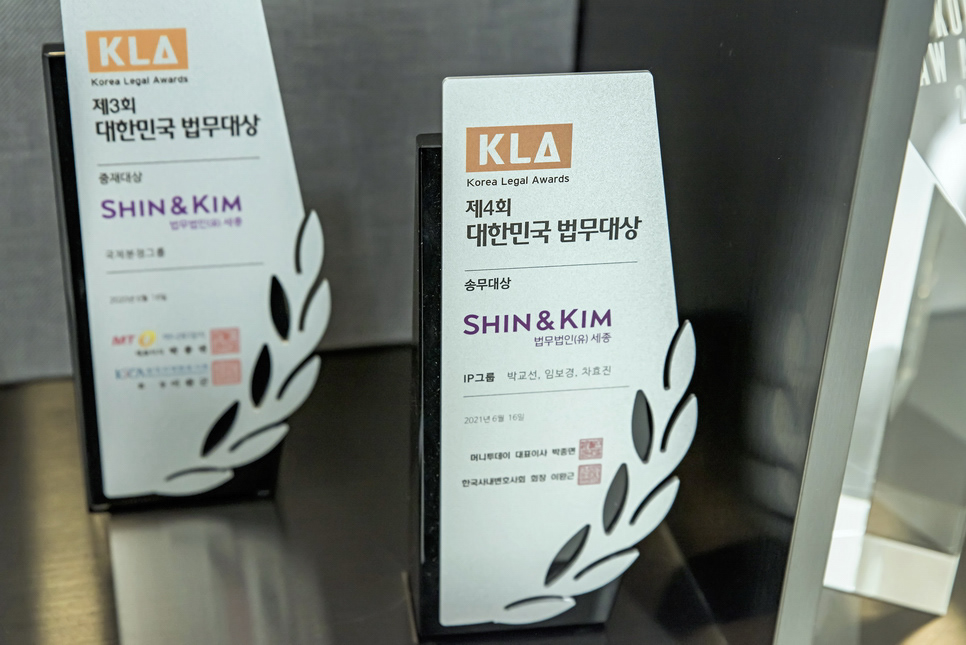 KLA
Korea Legal Awards
제3회
대한민국 법무대상
중재대상
SHIN&KIM
법무법인(유) 세종
국제분쟁그룹
MT
KLA
Korea Legal Awards
제4회
대한민국 법무대상
송무대상
SHIN&KIM
법무법인(유) 세종
IP그룹 박교선, 임보경, 차효진
2021년 6월 16일
머니투데이 대표이사 박종면
한국사내변호사회 회장 이완근